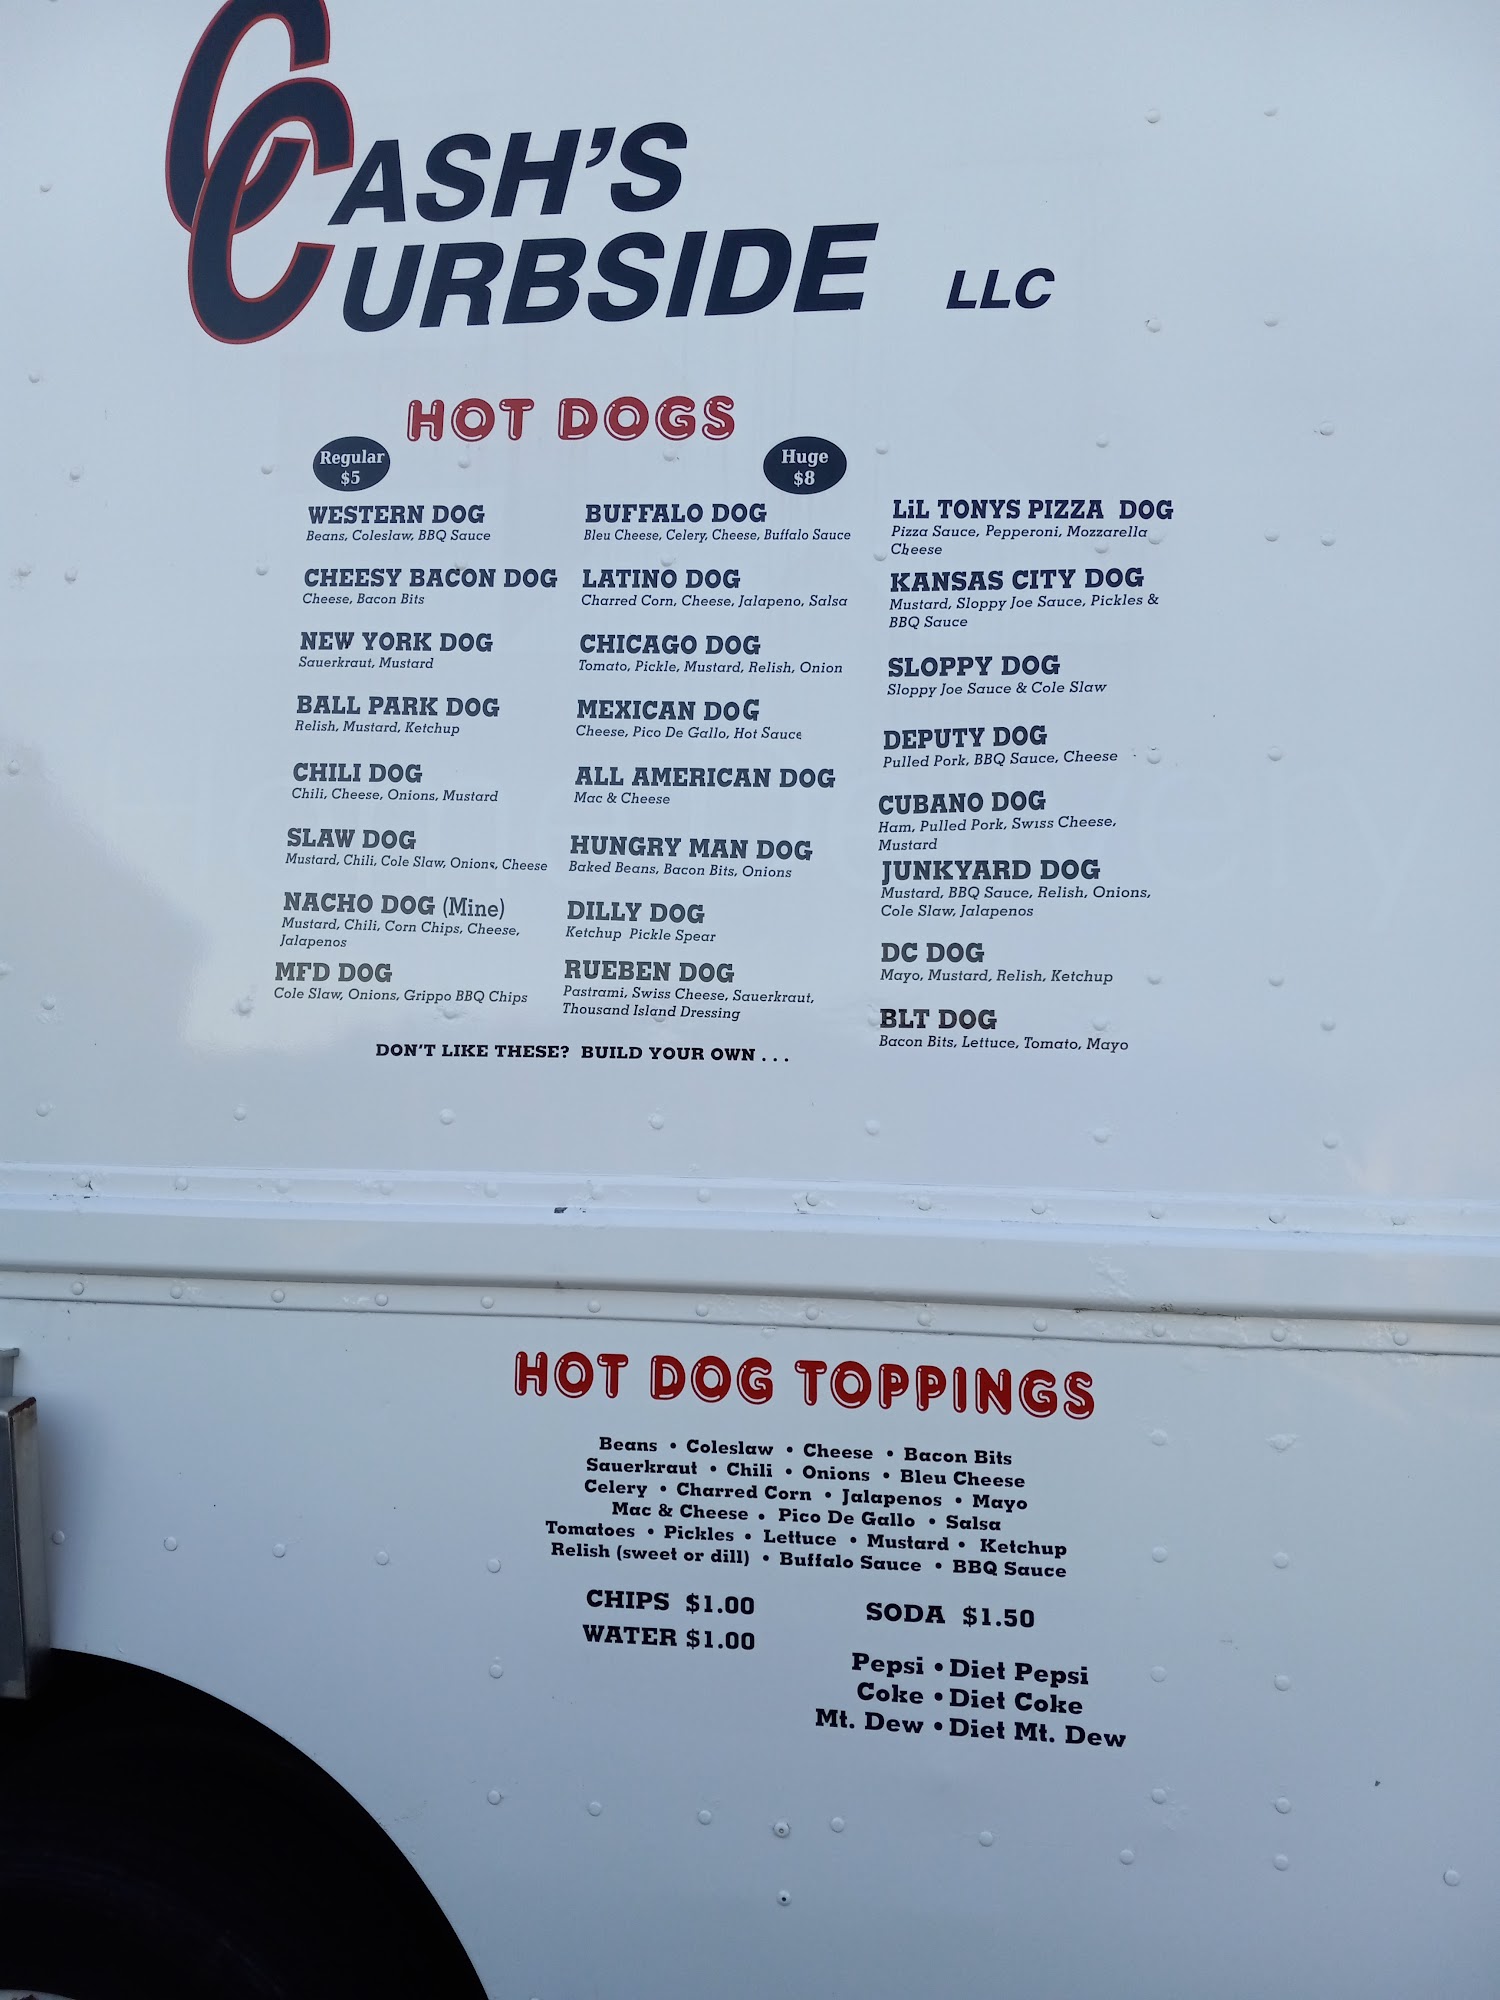 CASH'S
CURBSIDE LLC
HOT DOGS
Regular
$5
Huge
$8
WESTERN DOG
Beans, Coleslaw, BBQ Sauce
CHEESY BACON DOG
Cheese, Bacon Bits
NEW YORK DOG
Sauerkraut, Mustard
BALL PARK DOG
Relish, Mustard, Ketchup
CHILI DOG
Chili, Cheese, Onions, Mustard
SLAW DOG
Mustard, Chili, Cole Slaw, Onions, Cheese
NACHO DOG (Mine)
Mustard, Chili, Corn Chips, Cheese,
Jalapenos
MFD DOG
Cole Slaw, Onions, Grippo BBQ Chips
BUFFALO DOG
Bleu Cheese, Celery, Cheese, Buffalo Sauce
LATINO DOG
Charred Corn, Cheese, Jalapeno, Salsa
CHICAGO DOG
Tomato, Pickle, Mustard, Relish, Onion
MEXICAN DOG
Cheese, Pico De Gallo, Hot Sauce
ALL AMERICAN DOG
Mac & Cheese
HUNGRY MAN DOG
Baked Beans, Bacon Bits, Onions
DILLY DOG
Ketchup Pickle Spear
RUEBEN DOG
Pastrami, Swiss Cheese, Sauerkraut,
Thousand Island Dressing
LiL TONYS PIZZA DOG
Pizza Sauce, Pepperoni, Mozzarella
Cheese
KANSAS CITY DOG
Mustard, Sloppy Joe Sauce, Pickles &
BBQ Sauce
SLOPPY DOG
Sloppy Joe Sauce & Cole Slaw
DEPUTY DOG
Pulled Pork, BBQ Sauce, Cheese
CUBANO DOG
Ham, Pulled Pork, Swiss Cheese,
Mustard
JUNKYARD DOG
Mustard, BBQ Sauce, Relish, Onions,
Cole Slaw, Jalapenos
DC DOG
Mayo, Mustard, Relish, Ketchup
BLT DOG
Bacon Bits, Lettuce, Tomato, Mayo
DON'T LIKE THESE? BUILD YOUR OWN . . .
HOT DOG TOPPINGS
Beans • Coleslaw • Cheese • Bacon Bits
Sauerkraut • Chili • Onions • Bleu Cheese
Celery • Charred Corn • Jalapenos • Mayo
Mac & Cheese • Pico De Gallo • Salsa
Tomatoes • Pickles • Lettuce • Mustard • Ketchup
Relish (sweet or dill) • Buffalo Sauce • BBQ Sauce
CHIPS $1.00
WATER $1.00
SODA $1.50
Pepsi • Diet Pepsi
Coke • Diet Coke
Mt. Dew • Diet Mt. Dew